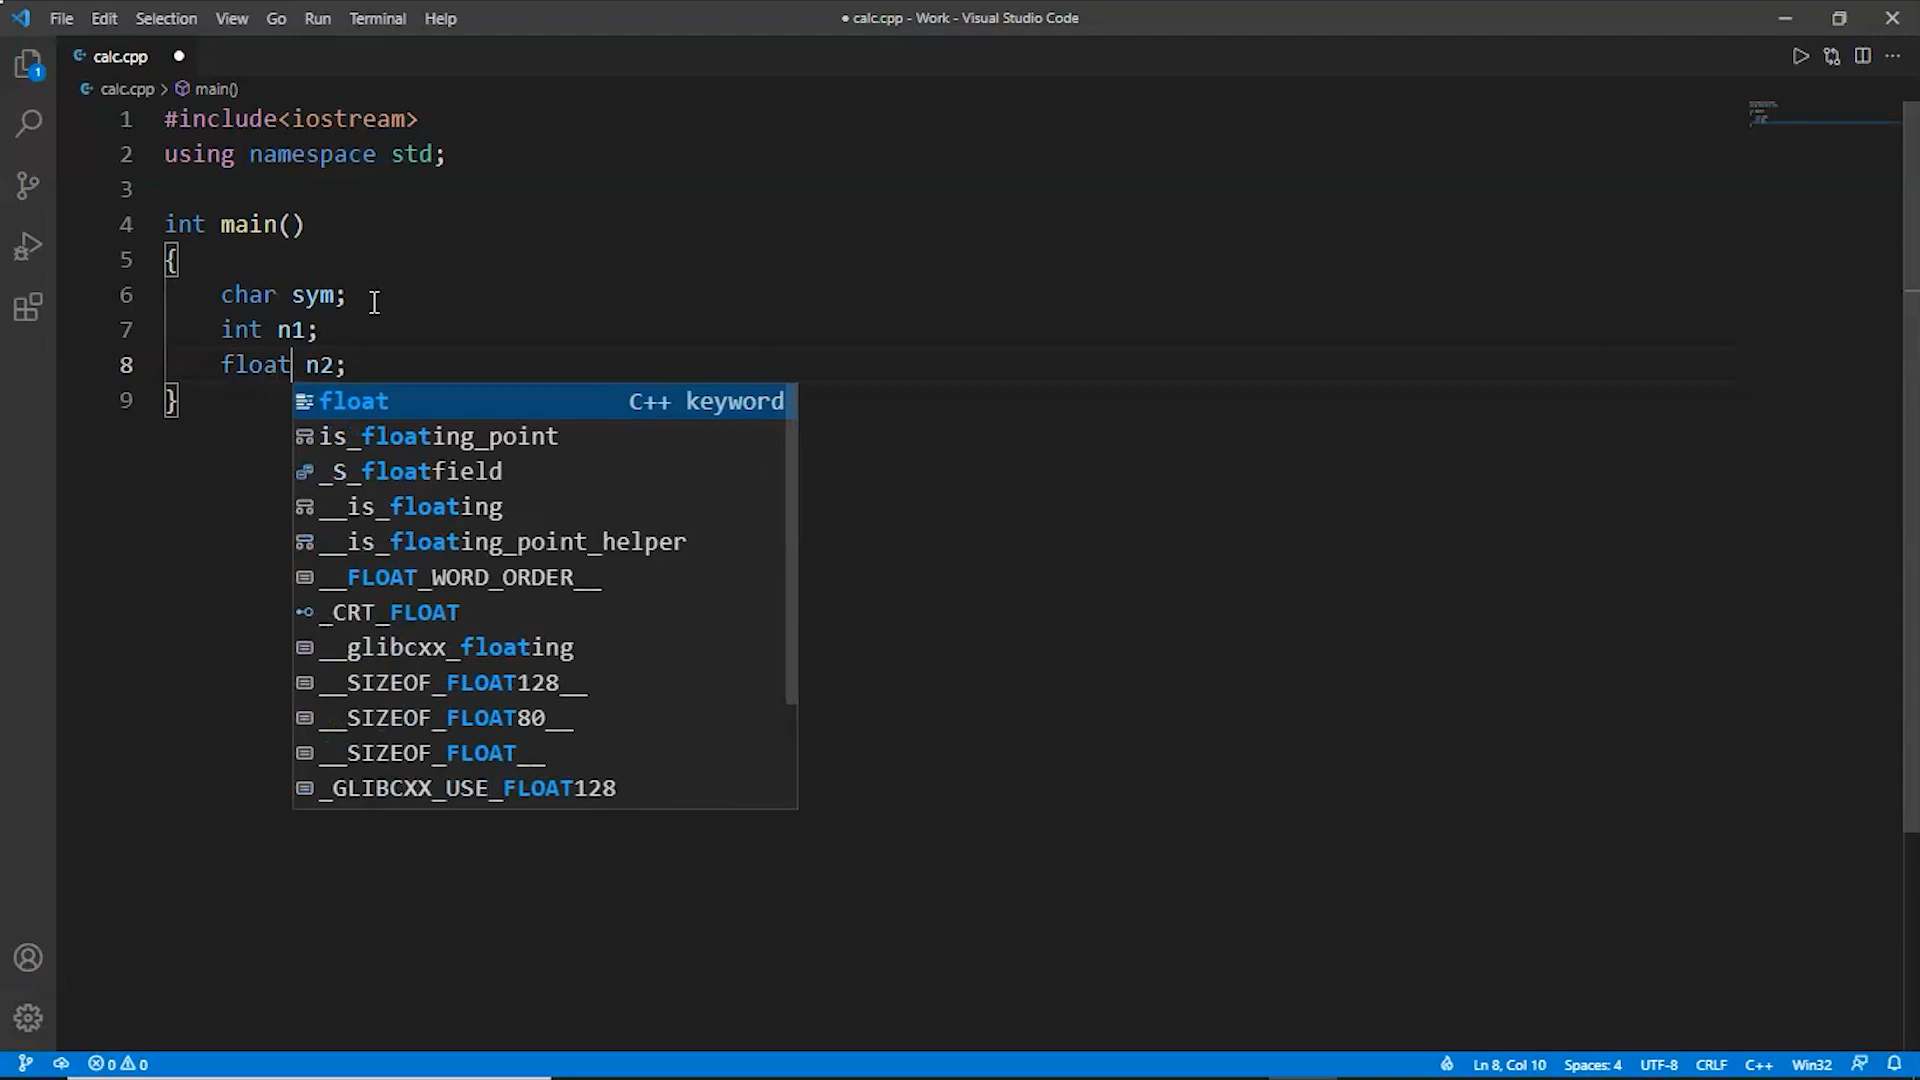 File Edit Selection View Go Run Terminal Help
● calc.cpp - Work - Visual Studio Code
calc.cpp ●
1
calc.cpp > main()
1 #include<iostream>
2 using namespace std;
3
4 int main()
5 {
6 char sym;
7 int n1;
8 float n2;
9 }
float C++ keyword
is_floating_point
_S_floatfield
__is_floating
__is_floating_point_helper
__FLOAT_WORD_ORDER__
_CRT_FLOAT
__glibcxx_floating
__SIZEOF_FLOAT128__
__SIZEOF_FLOAT80__
__SIZEOF_FLOAT__
_GLIBCXX_USE_FLOAT128
0 0 Ln 8, Col 10 Spaces: 4 UTF-8 CRLF C++ Win32